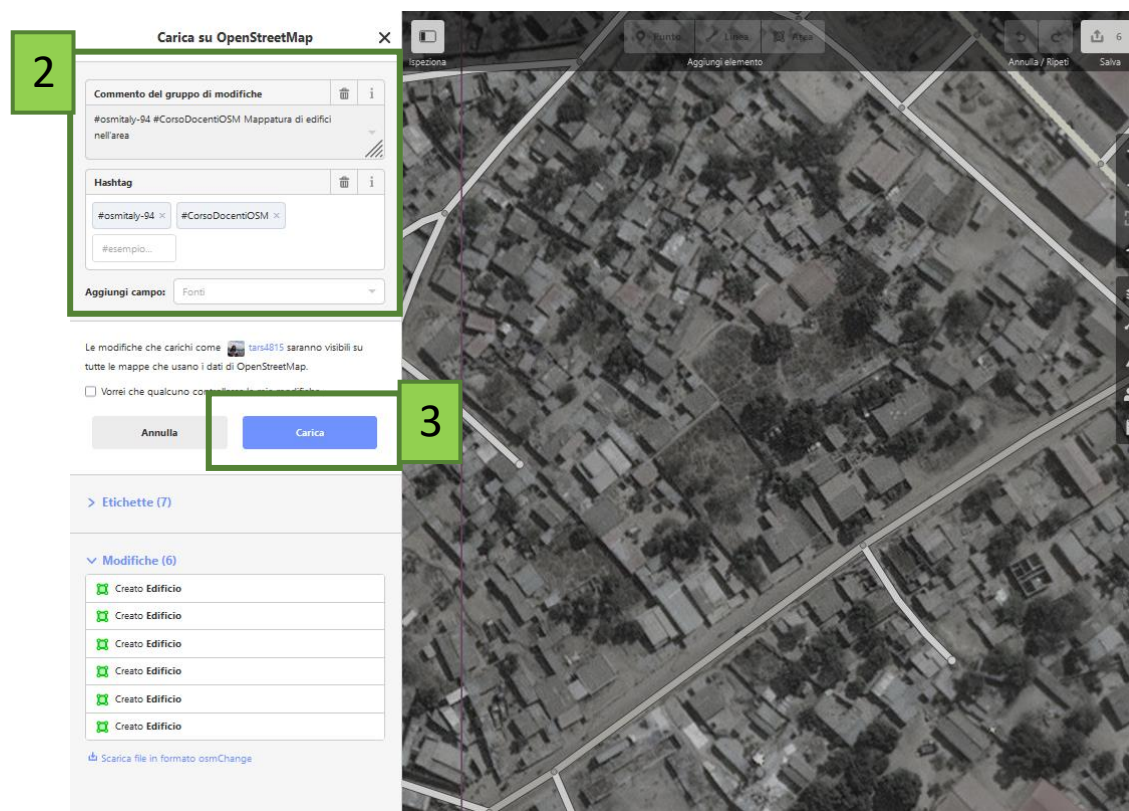 2
Carica su OpenStreetMap
Commento del gruppo di modifiche
i
#osmitaly-94 #CorsoDocentiOSM Mappatura di edifici
nell'area
Hashtag
i
#osmitaly-94 × #CorsoDocentiOSM ×
#esempio...
Aggiungi campo: Fonti
Le modifiche che carichi come tars4815 saranno visibili su
tutte le mappe che usano i dati di OpenStreetMap.
Vorrei che qualcuno
Annulla
Carica
3
> Etichette (7)
Modifiche (6)
Creato Edificio
Creato Edificio
Creato Edificio
Creato Edificio
Creato Edificio
Creato Edificio
Scarica file in formato osmChange
Ispeziona
Punto
Linea
Area
Aggiungi elemento
Annulla / Ripeti
6
Salva